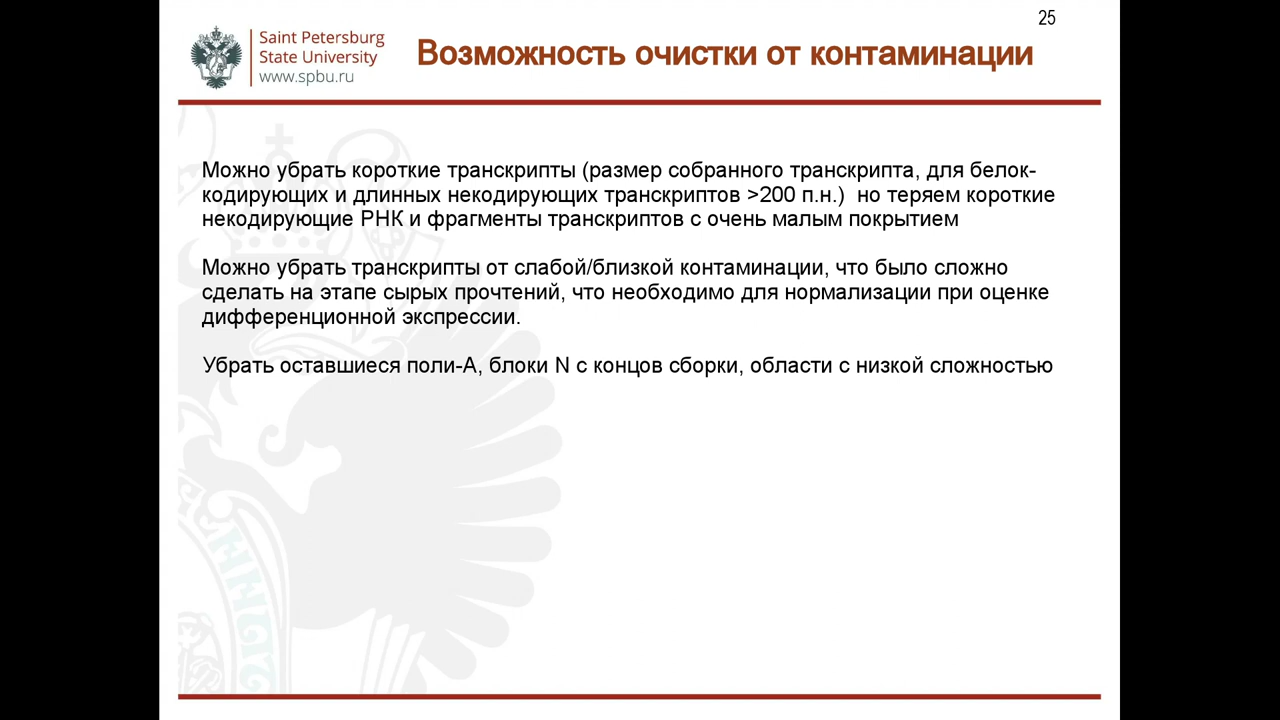 25
Saint Petersburg
State University
www.spbu.ru
Возможность очистки от контаминации
Можно убрать короткие транскрипты (размер собранного транскрипта, для белок-
кодирующих и длинных некодирующих транскриптов >200 п.н.)  но теряем короткие
некодирующие РНК и фрагменты транскриптов с очень малым покрытием
Можно убрать транскрипты от слабой/близкой контаминации, что было сложно
сделать на этапе сырых прочтений, что необходимо для нормализации при оценке
дифференционной экспрессии.
Убрать оставшиеся поли-А, блоки N с концов сборки, области с низкой сложностью